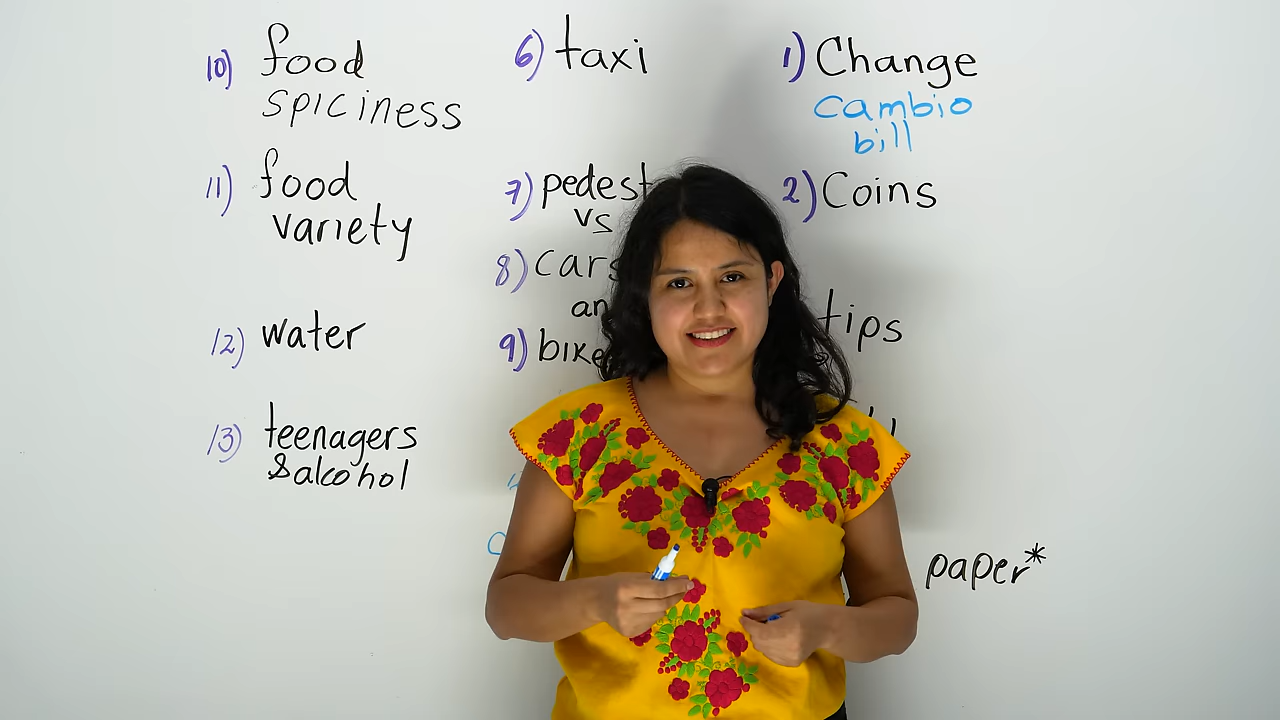 1) Change
cambio
bill
2) Coins
tips
paper*
6) taxi
7) pedest
vs
8) cars
an
9) bike
10) food
spiciness
11) food
variety
12) water
13) teenagers
& alcohol